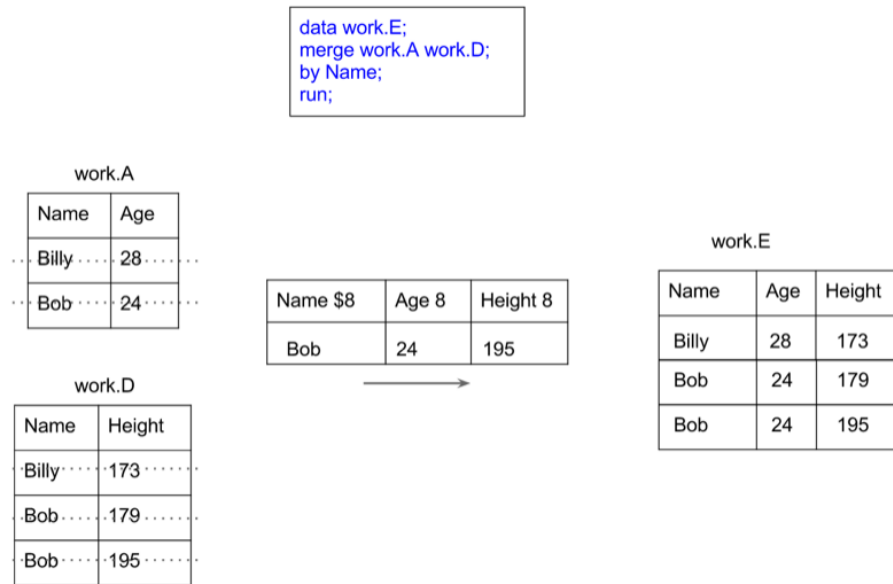 data work.E;
merge work.A work.D;
by Name;
run;
work.A
Name Age
Billy 28
Bob 24
work.D
Name Height
Billy 173
Bob 179
Bob 195
Name $8 Age 8 Height 8
Bob 24 195
work.E
Name Age Height
Billy 28 173
Bob 24 179
Bob 24 195